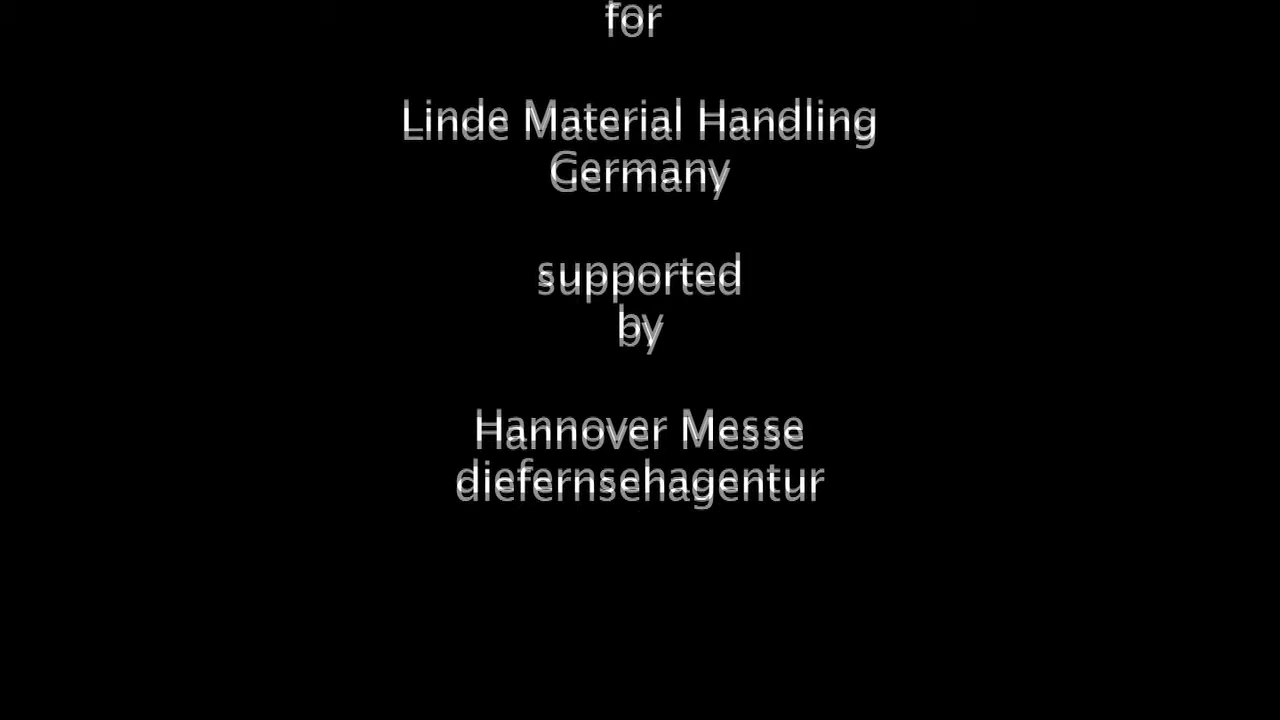 for
Linde Material Handling
Germany
supported
by
Hannover Messe
diefernsehagentur